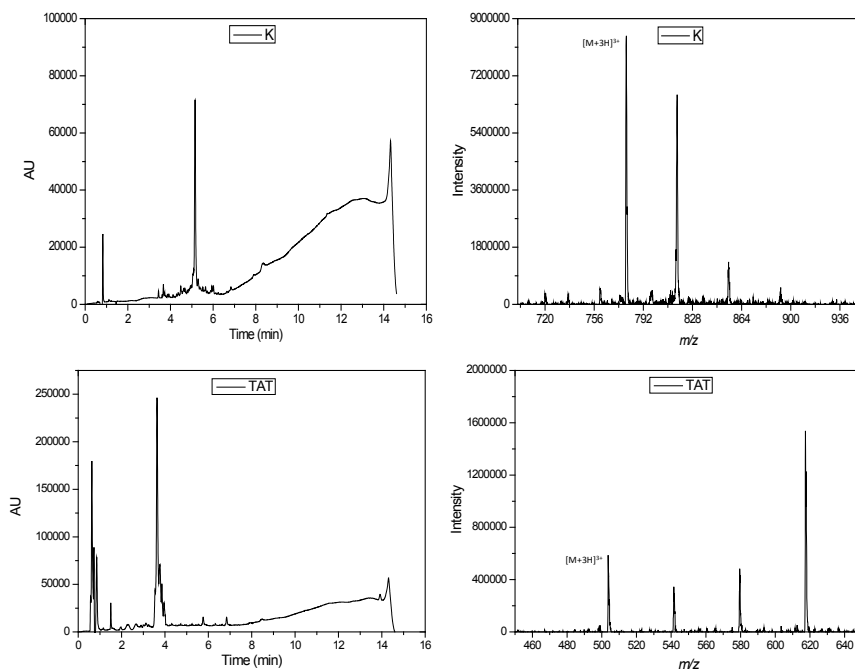 100000
80000
60000
40000
20000
0
AU
K
0 2 4 6 8 10 12 14 16
Time (min)
9000000
7200000
5400000
3600000
1800000
0
Intensity
[M+3H]³⁺
K
720 756 792 828 864 900 936
m/z
250000
200000
150000
100000
50000
0
AU
TAT
0 2 4 6 8 10 12 14 16
Time (min)
2000000
1600000
1200000
800000
400000
0
Intensity
TAT
[M+3H]³⁺
460 480 500 520 540 560 580 600 620 640
m/z